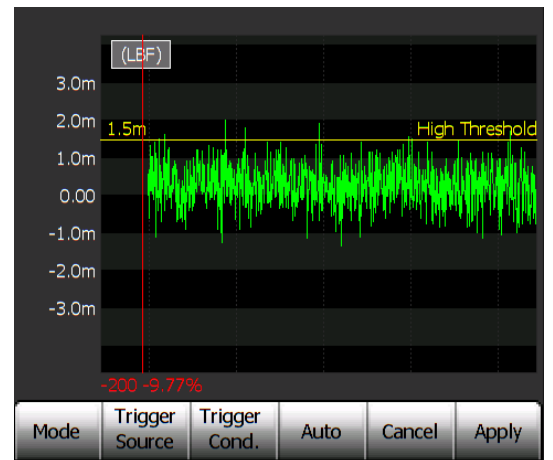 (LBF)
3.0m
2.0m
1.5m High Threshold
1.0m
0.00
-1.0m
-2.0m
-3.0m
-200 -9.77%
Mode
Trigger
Source
Trigger
Cond.
Auto
Cancel
Apply